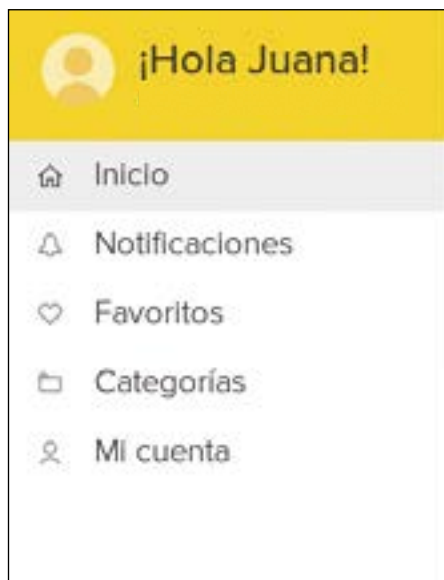 ¡Hola Juana!
Inicio
Notificaciones
Favoritos
Categorías
Mi cuenta